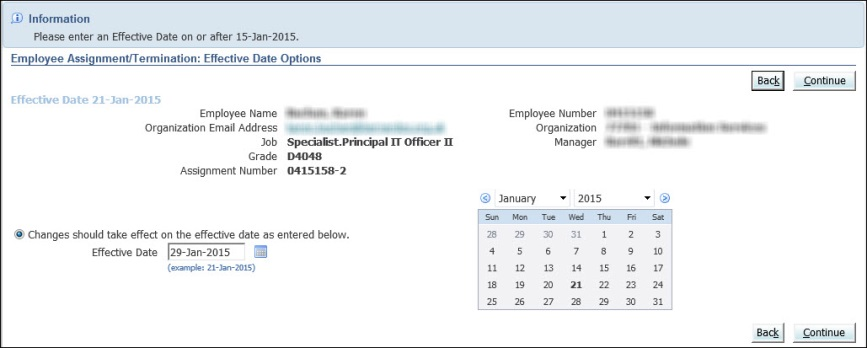 Information
Please enter an Effective Date on or after 15-Jan-2015.
Employee Assignment/Termination: Effective Date Options
Back Continue
Effective Date 21-Jan-2015
Employee Name Employee Number
Organization Email Address Organization
Job Specialist.Principal IT Officer II Manager
Grade D4048
Assignment Number 0415158-2
January 2015
Sun Mon Tue Wed Thu Fri Sat
28 29 30 31 1 2 3
4 5 6 7 8 9 10
11 12 13 14 15 16 17
18 19 20 21 22 23 24
25 26 27 28 29 30 31
Changes should take effect on the effective date as entered below.
Effective Date 29-Jan-2015
(example: 21-Jan-2015)
Back Continue